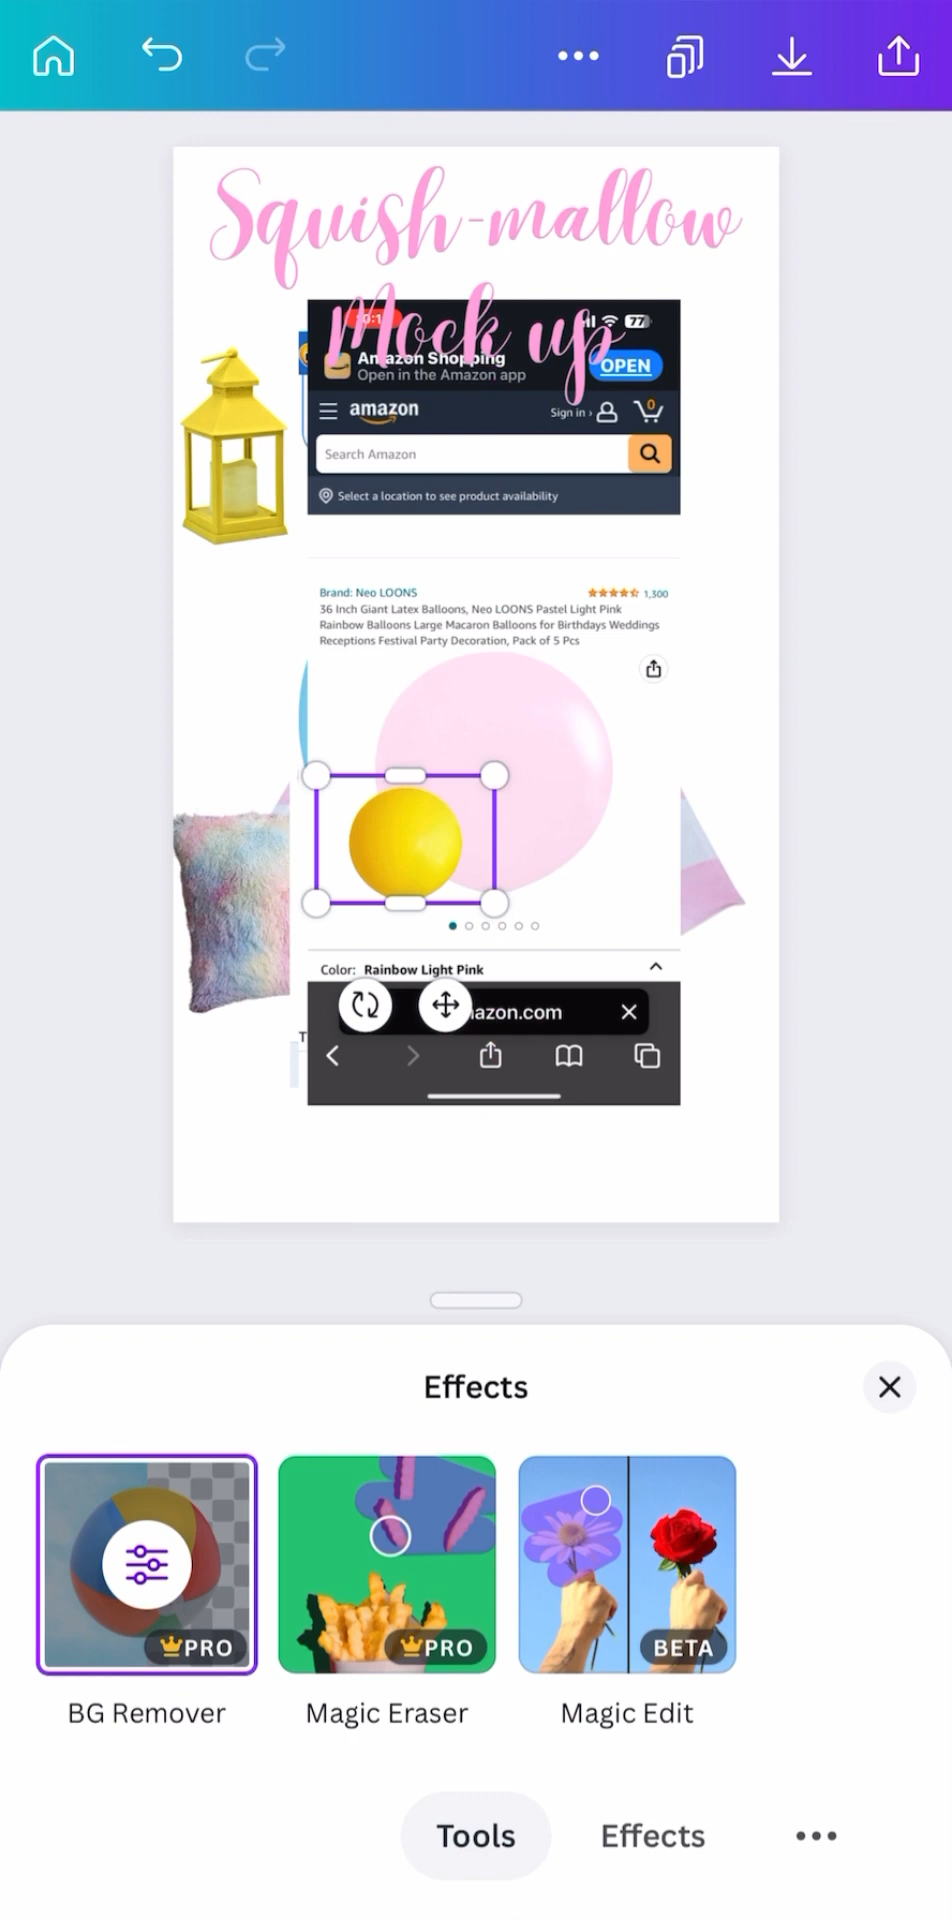 Squish-mallow
Mock up
77
Amazon Shopping
Open in the Amazon app
OPEN
amazon
Sign in ›
0
Search Amazon
Select a location to see product availability
Brand: Neo LOONS
1,300
36 Inch Giant Latex Balloons, Neo LOONS Pastel Light Pink
Rainbow Balloons Large Macaron Balloons for Birthdays Weddings
Receptions Festival Party Decoration, Pack of 5 Pcs
Color: Rainbow Light Pink
azon.com
T
Effects
PRO
PRO
BETA
BG Remover
Magic Eraser
Magic Edit
Tools
Effects